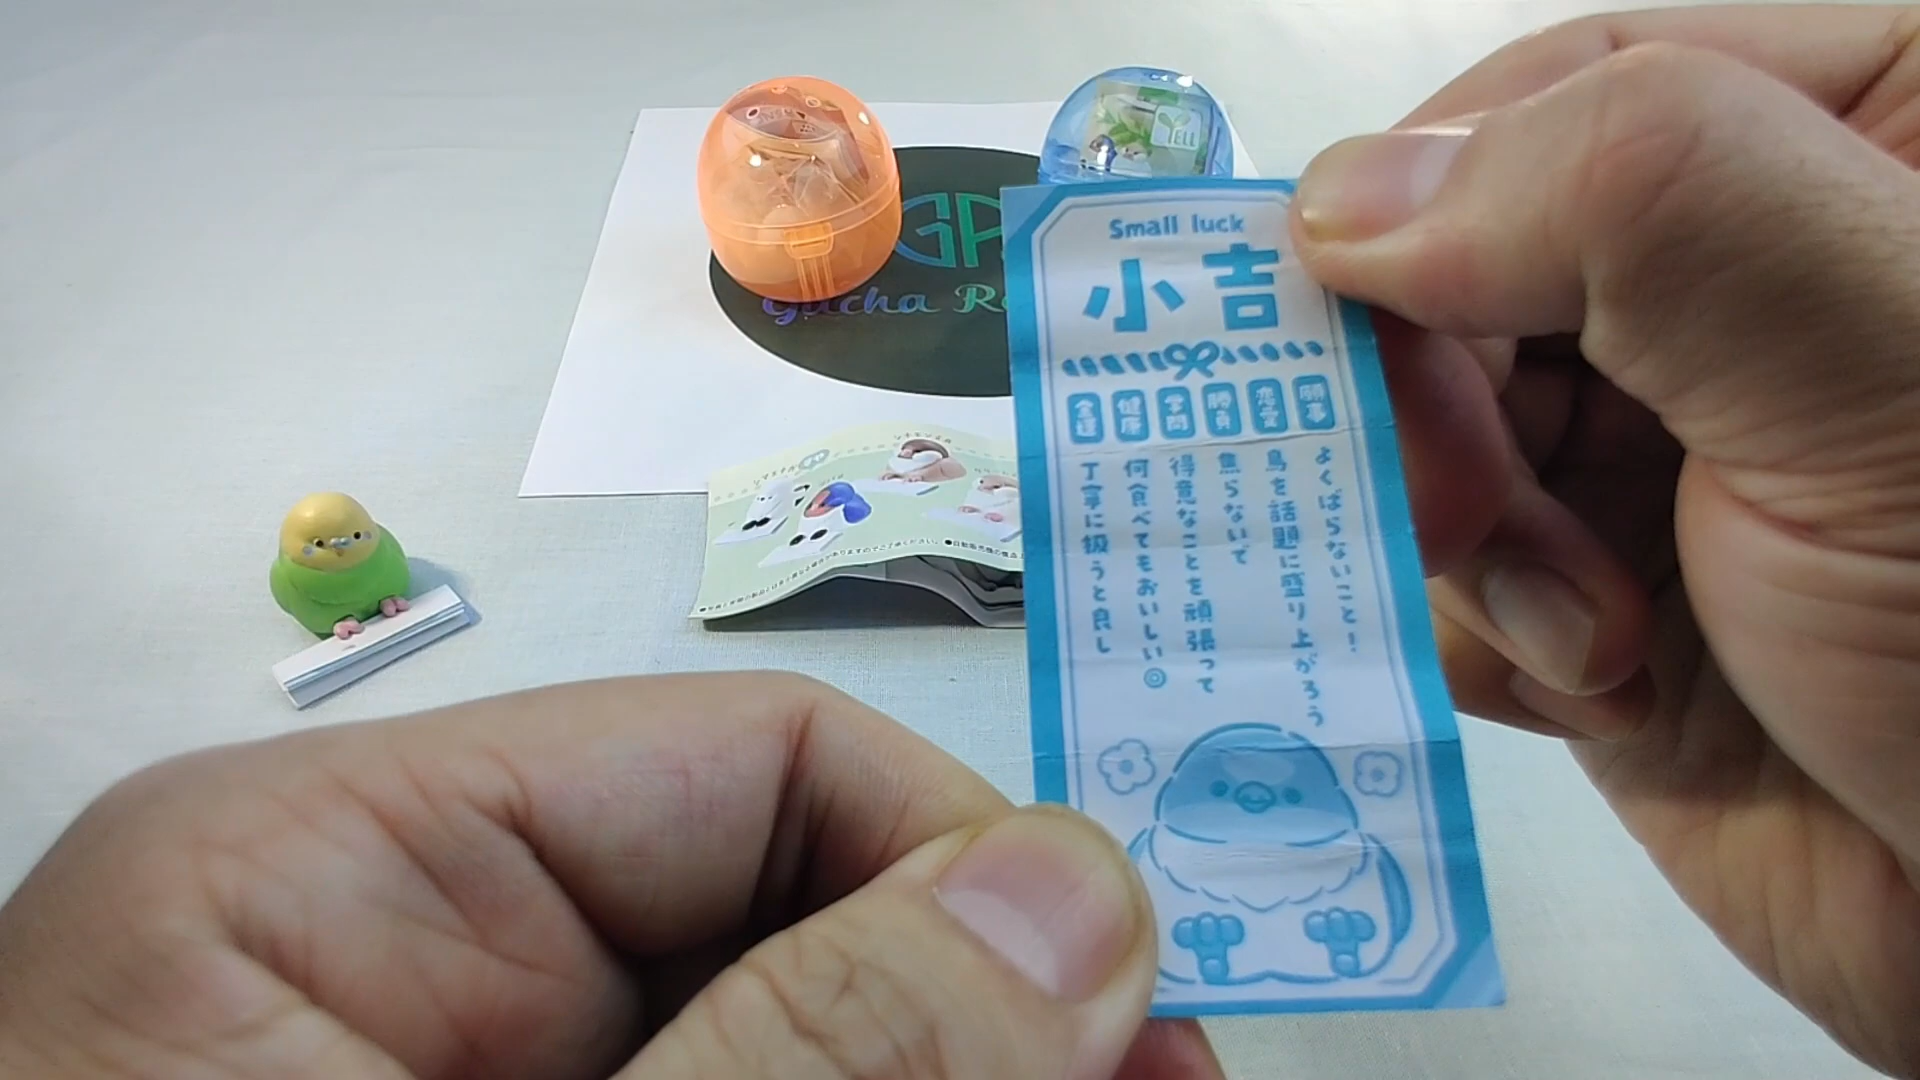 YELL
Small luck
小吉
願事
恋愛
勝負
学問
健康
金運
よくばらないこと!
鳥を話題に盛り上がろう
焦らないで
得意なことを頑張って
何食べてもおいしい◎
丁寧に扱うと良し
Gacha